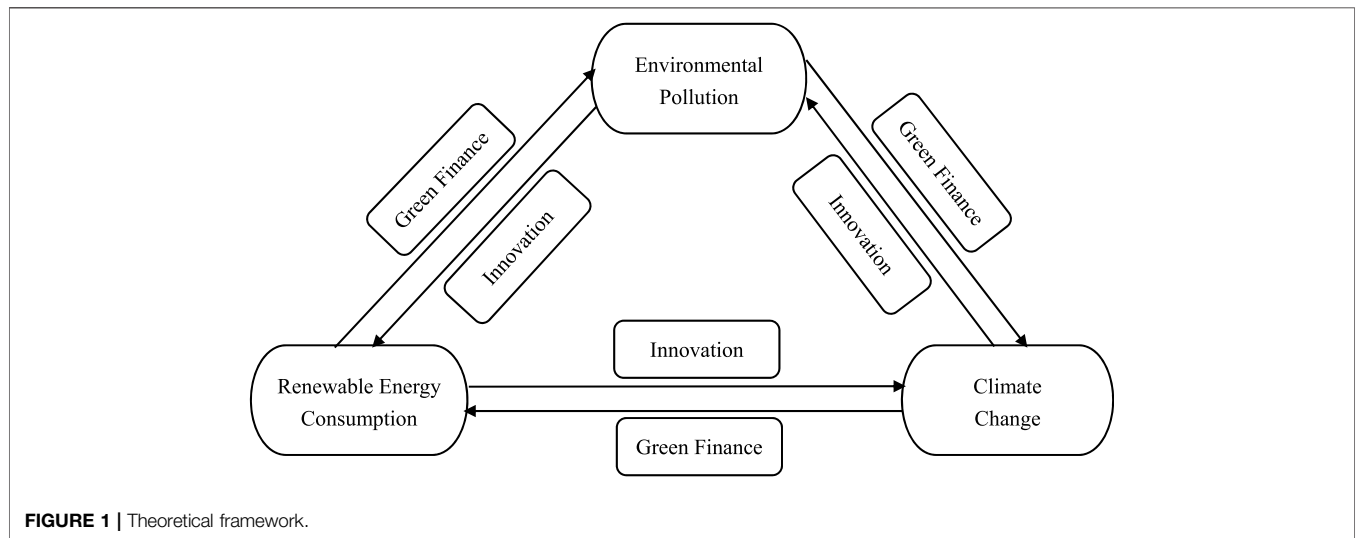 Environmental
Pollution
Green Finance
Innovation
Innovation
Green Finance
Innovation
Renewable Energy
Consumption
Climate
Change
Green Finance
FIGURE 1 | Theoretical framework.